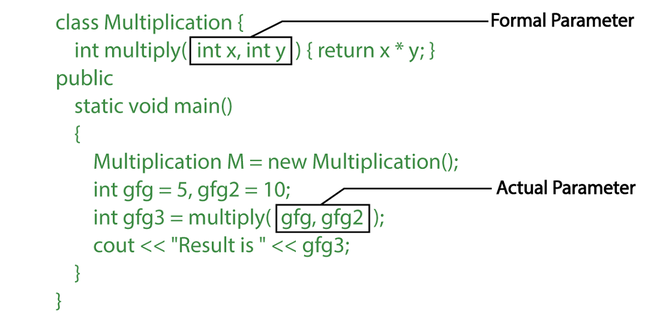 class Multiplication {
Formal Parameter
int multiply( int x, int y ) { return x * y; }
public
static void main()
{
Multiplication M = new Multiplication();
int gfg = 5, gfg2 = 10;
Actual Parameter
int gfg3 = multiply( gfg, gfg2 );
cout << "Result is " << gfg3;
}
}